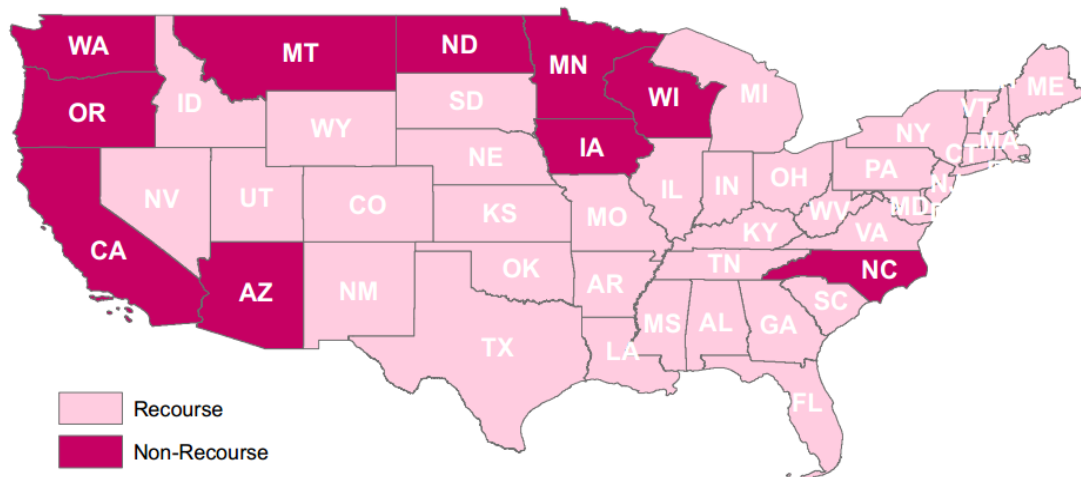 WA
MT
ND
MN
OR
ID
SD
WI
MI
ME
WY
VT
NY
MA
IA
NE
CT
PA
NV
UT
CO
IL
IN
OH
NJ
MD
KS
MO
WV
CA
KY
VA
AZ
NM
OK
TN
NC
AR
SC
TX
MS
AL
GA
LA
FL
Recourse
Non-Recourse